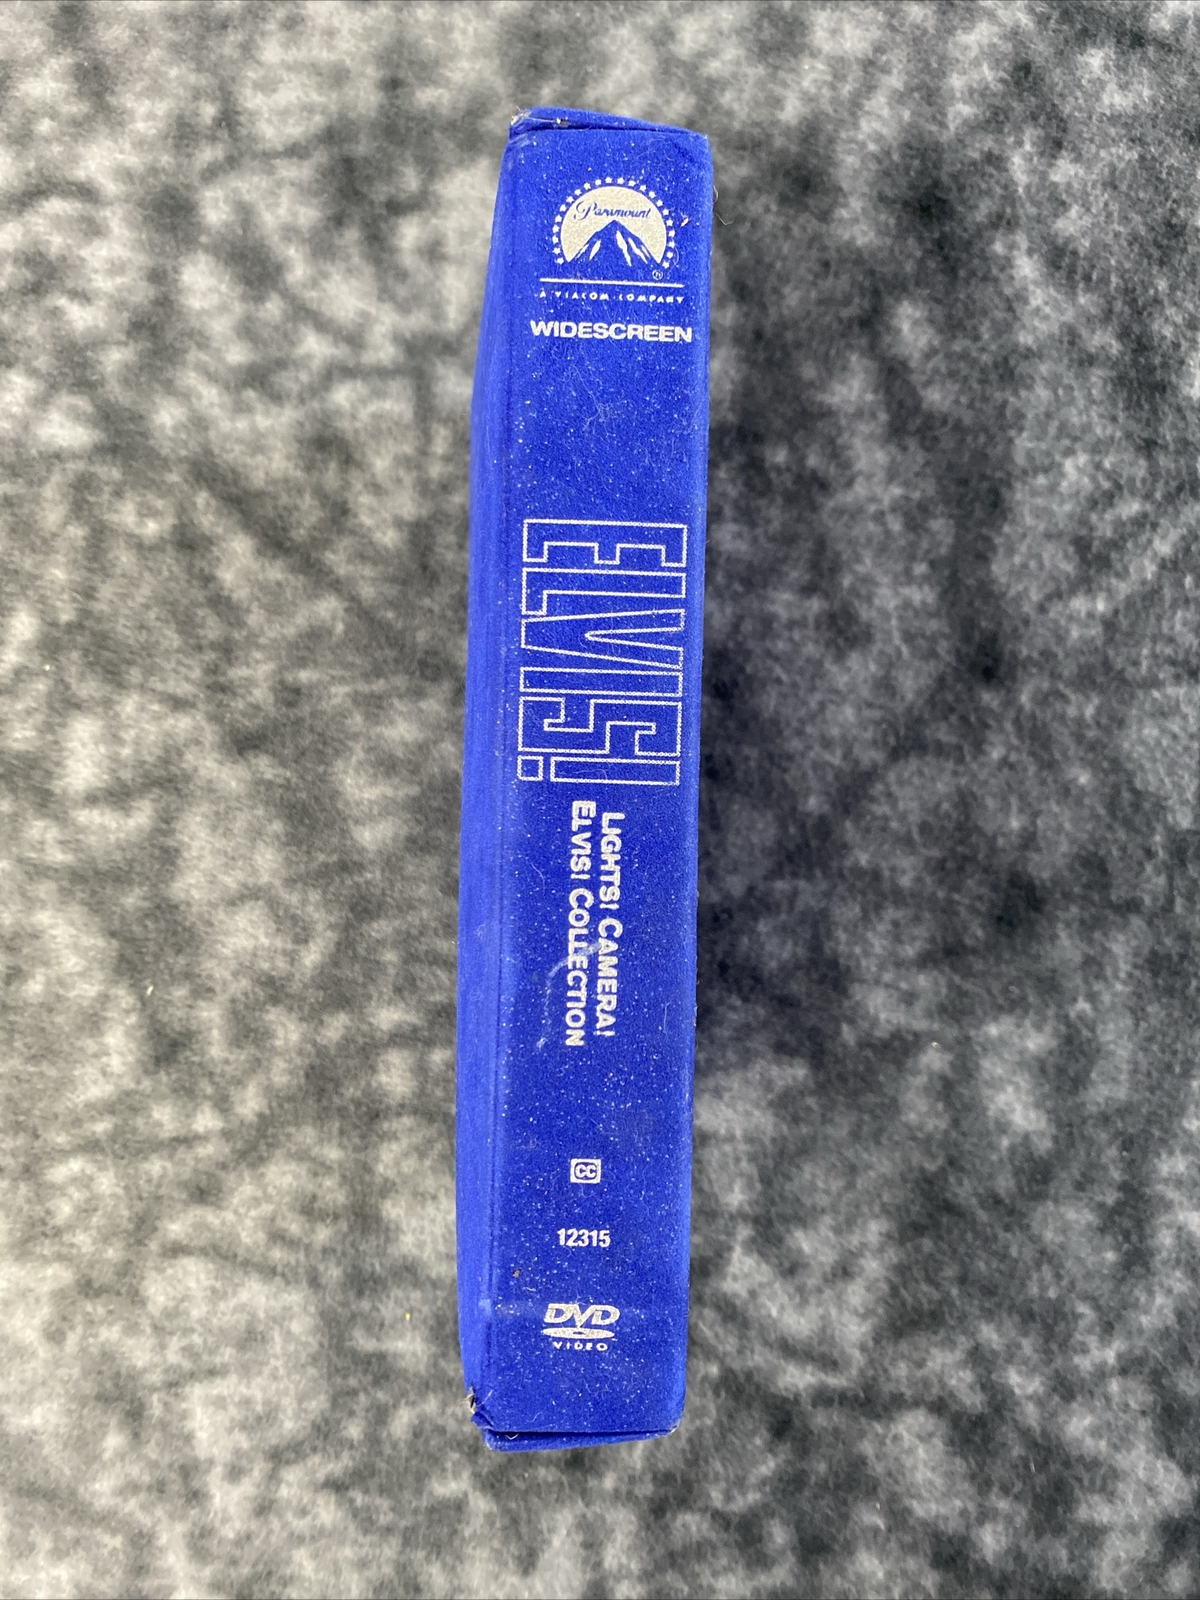 Paramount
®
A VIACOM COMPANY
WIDESCREEN
ELVIS!
LIGHTS! CAMERA!
ELVIS! COLLECTION
CC
12315
DVD
VIDEO